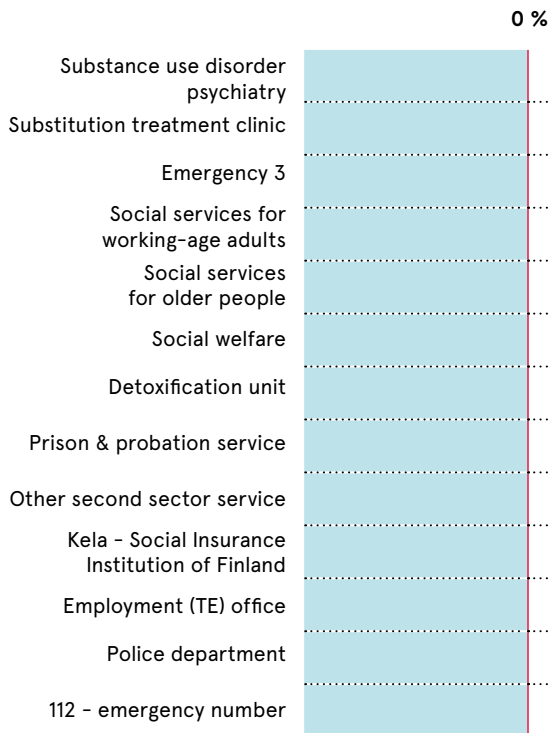 0 %
Substance use disorder
psychiatry
Substitution treatment clinic
Emergency 3
Social services for
working-age adults
Social services
for older people
Social welfare
Detoxification unit
Prison & probation service
Other second sector service
Kela - Social Insurance
Institution of Finland
Employment (TE) office
Police department
112 - emergency number